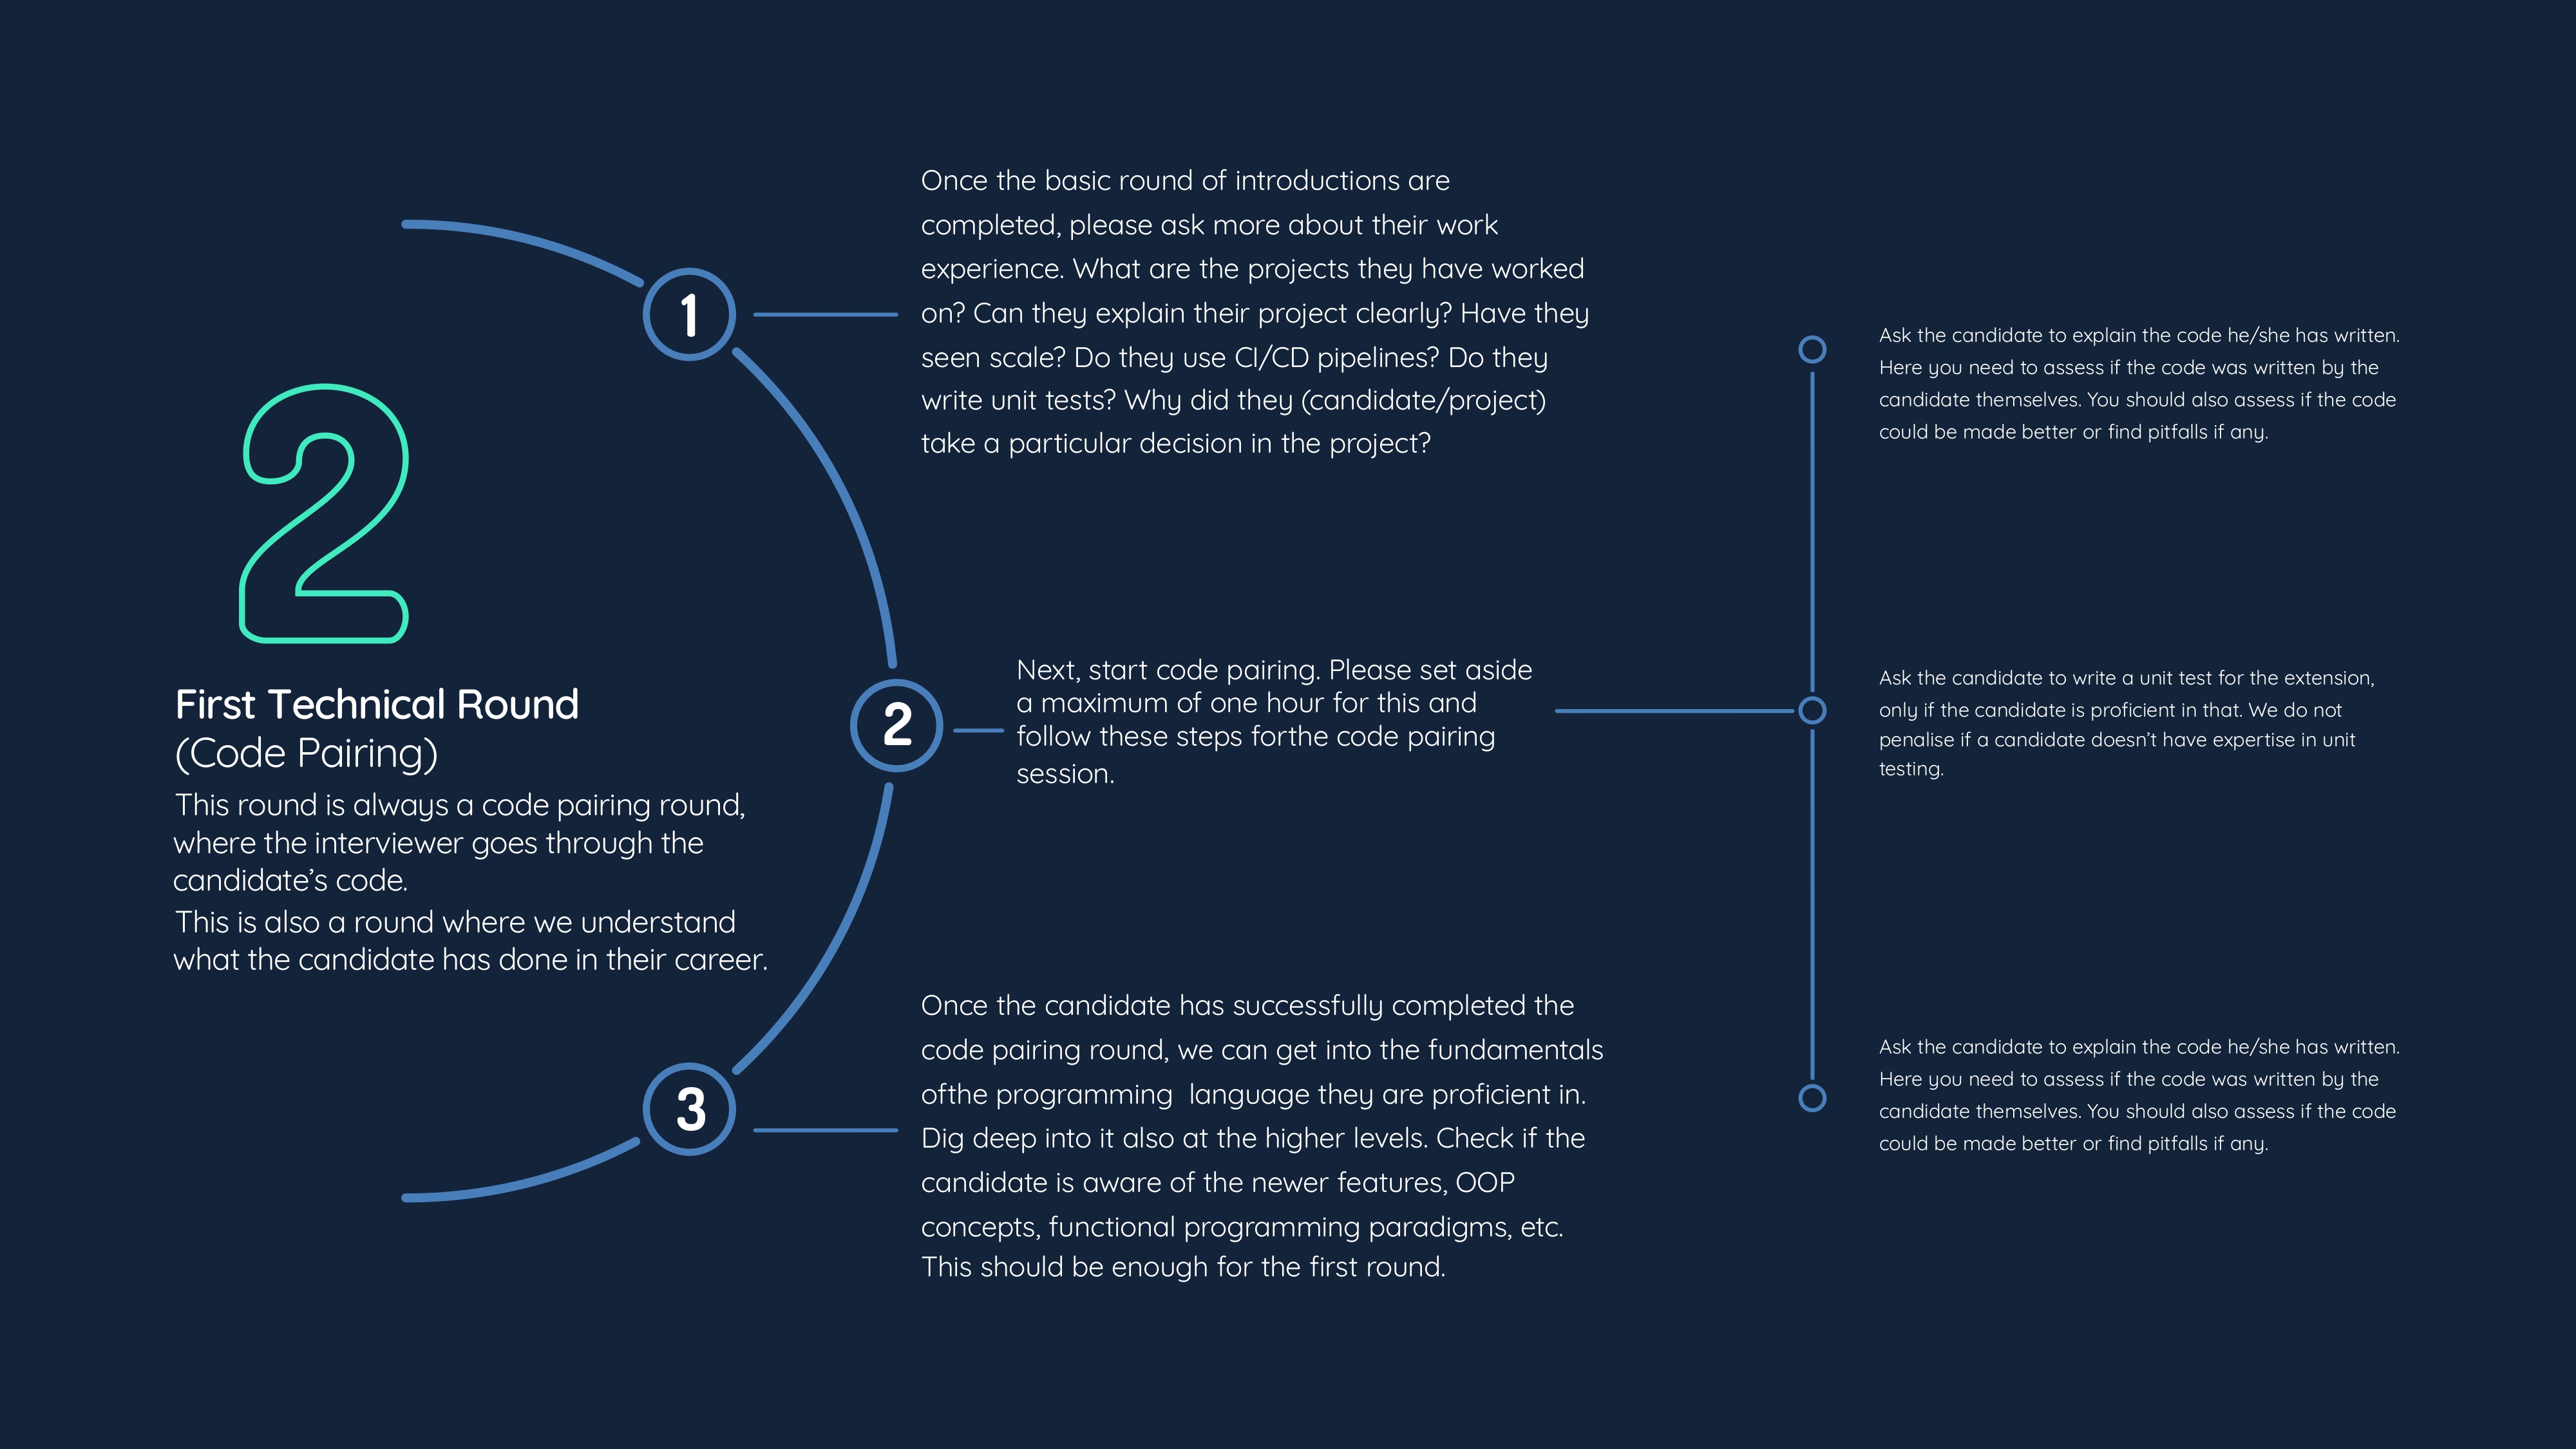 2
First Technical Round
(Code Pairing)
This round is always a code pairing round,
where the interviewer goes through the
candidate’s code.
This is also a round where we understand
what the candidate has done in their career.
1
Once the basic round of introductions are
completed, please ask more about their work
experience. What are the projects they have worked
on? Can they explain their project clearly? Have they
seen scale? Do they use CI/CD pipelines? Do they
write unit tests? Why did they (candidate/project)
take a particular decision in the project?
2
Next, start code pairing. Please set aside
a maximum of one hour for this and
follow these steps forthe code pairing
session.
Ask the candidate to explain the code he/she has written.
Here you need to assess if the code was written by the
candidate themselves. You should also assess if the code
could be made better or find pitfalls if any.
Ask the candidate to write a unit test for the extension,
only if the candidate is proficient in that. We do not
penalise if a candidate doesn’t have expertise in unit
testing.
Ask the candidate to explain the code he/she has written.
Here you need to assess if the code was written by the
candidate themselves. You should also assess if the code
could be made better or find pitfalls if any.
3
Once the candidate has successfully completed the
code pairing round, we can get into the fundamentals
ofthe programming  language they are proficient in.
Dig deep into it also at the higher levels. Check if the
candidate is aware of the newer features, OOP
concepts, functional programming paradigms, etc.
This should be enough for the first round.